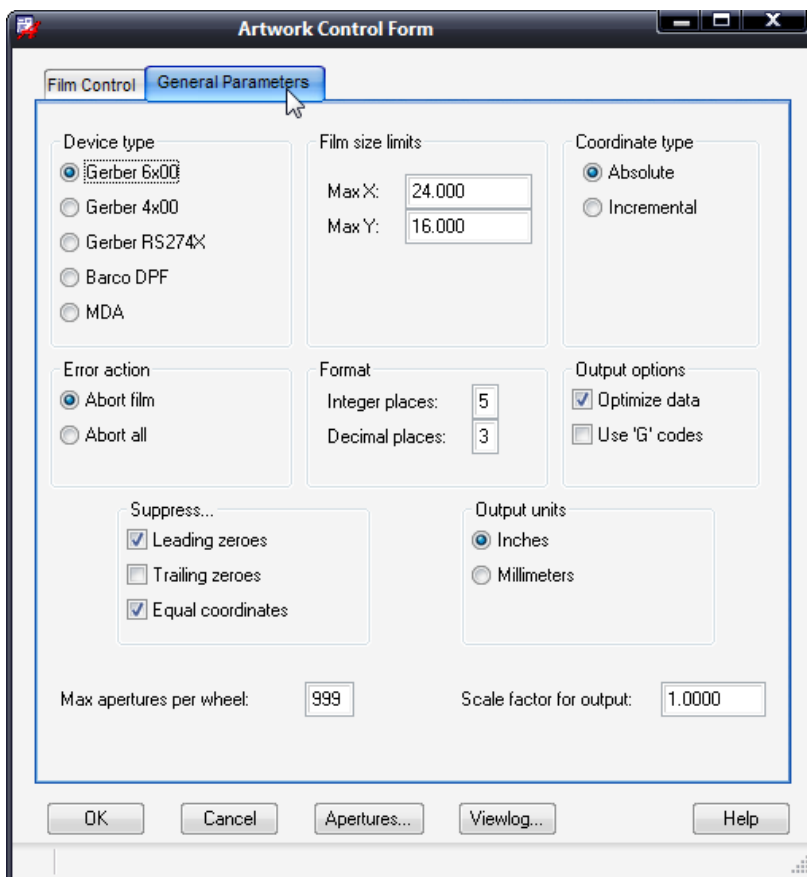 Artwork Control Form
Film Control
General Parameters
Device type
Gerber 6x00
Gerber 4x00
Gerber RS274X
Barco DPF
MDA
Film size limits
Max X: 24.000
Max Y: 16.000
Coordinate type
Absolute
Incremental
Error action
Abort film
Abort all
Format
Integer places: 5
Decimal places: 3
Output options
Optimize data
Use 'G' codes
Suppress...
Leading zeroes
Trailing zeroes
Equal coordinates
Output units
Inches
Millimeters
Max apertures per wheel: 999
Scale factor for output: 1.0000
OK
Cancel
Apertures...
Viewlog...
Help